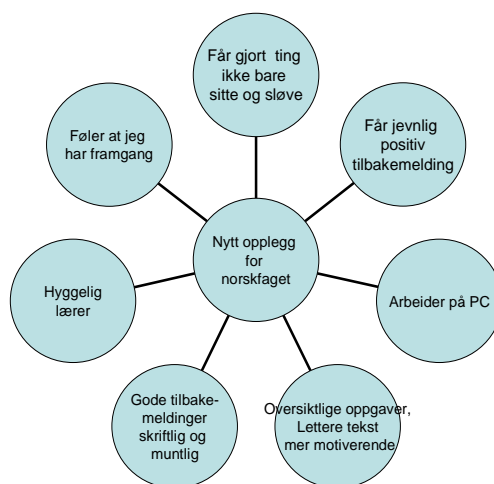 Får gjort ting
ikke bare
sitte og sløve
Føler at jeg
har framgang
Får jevnlig
positiv
tilbakemelding
Nytt opplegg
for
norskfaget
Hyggelig
lærer
Arbeider på PC
Gode tilbake-
meldinger
skriftlig og
muntlig
Oversiktlige oppgaver,
Lettere tekst
mer motiverende